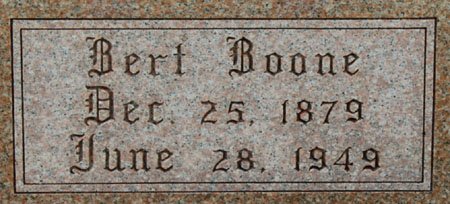 Bert Boone
Dec. 25, 1879
June 28, 1949